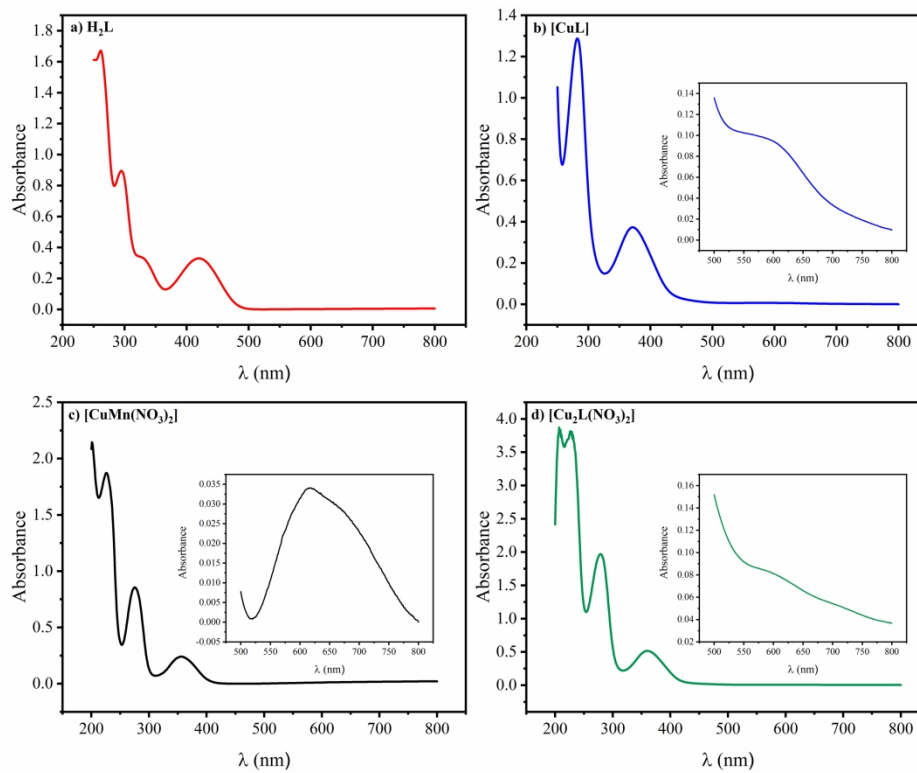 a) H₂L
1.8
1.6
1.4
1.2
1.0
0.8
0.6
0.4
0.2
0.0
Absorbance
200 300 400 500 600 700 800
λ (nm)
b) [CuL]
1.4
1.2
1.0
0.8
0.6
0.4
0.2
0.0
Absorbance
200 300 400 500 600 700 800
λ (nm)
0.14
0.12
0.10
0.08
0.06
0.04
0.02
0.00
Absorbance
500 550 600 650 700 750 800
λ (nm)
c) [CuMn(NO₃)₂]
2.5
2.0
1.5
1.0
0.5
0.0
Absorbance
200 300 400 500 600 700 800
λ (nm)
0.035
0.030
0.025
0.020
0.015
0.010
0.005
0.000
-0.005
Absorbance
500 550 600 650 700 750 800
λ (nm)
d) [Cu₂L(NO₃)₂]
4.0
3.5
3.0
2.5
2.0
1.5
1.0
0.5
0.0
Absorbance
200 300 400 500 600 700 800
λ (nm)
0.16
0.14
0.12
0.10
0.08
0.06
0.04
0.02
Absorbance
500 550 600 650 700 750 800
λ (nm)